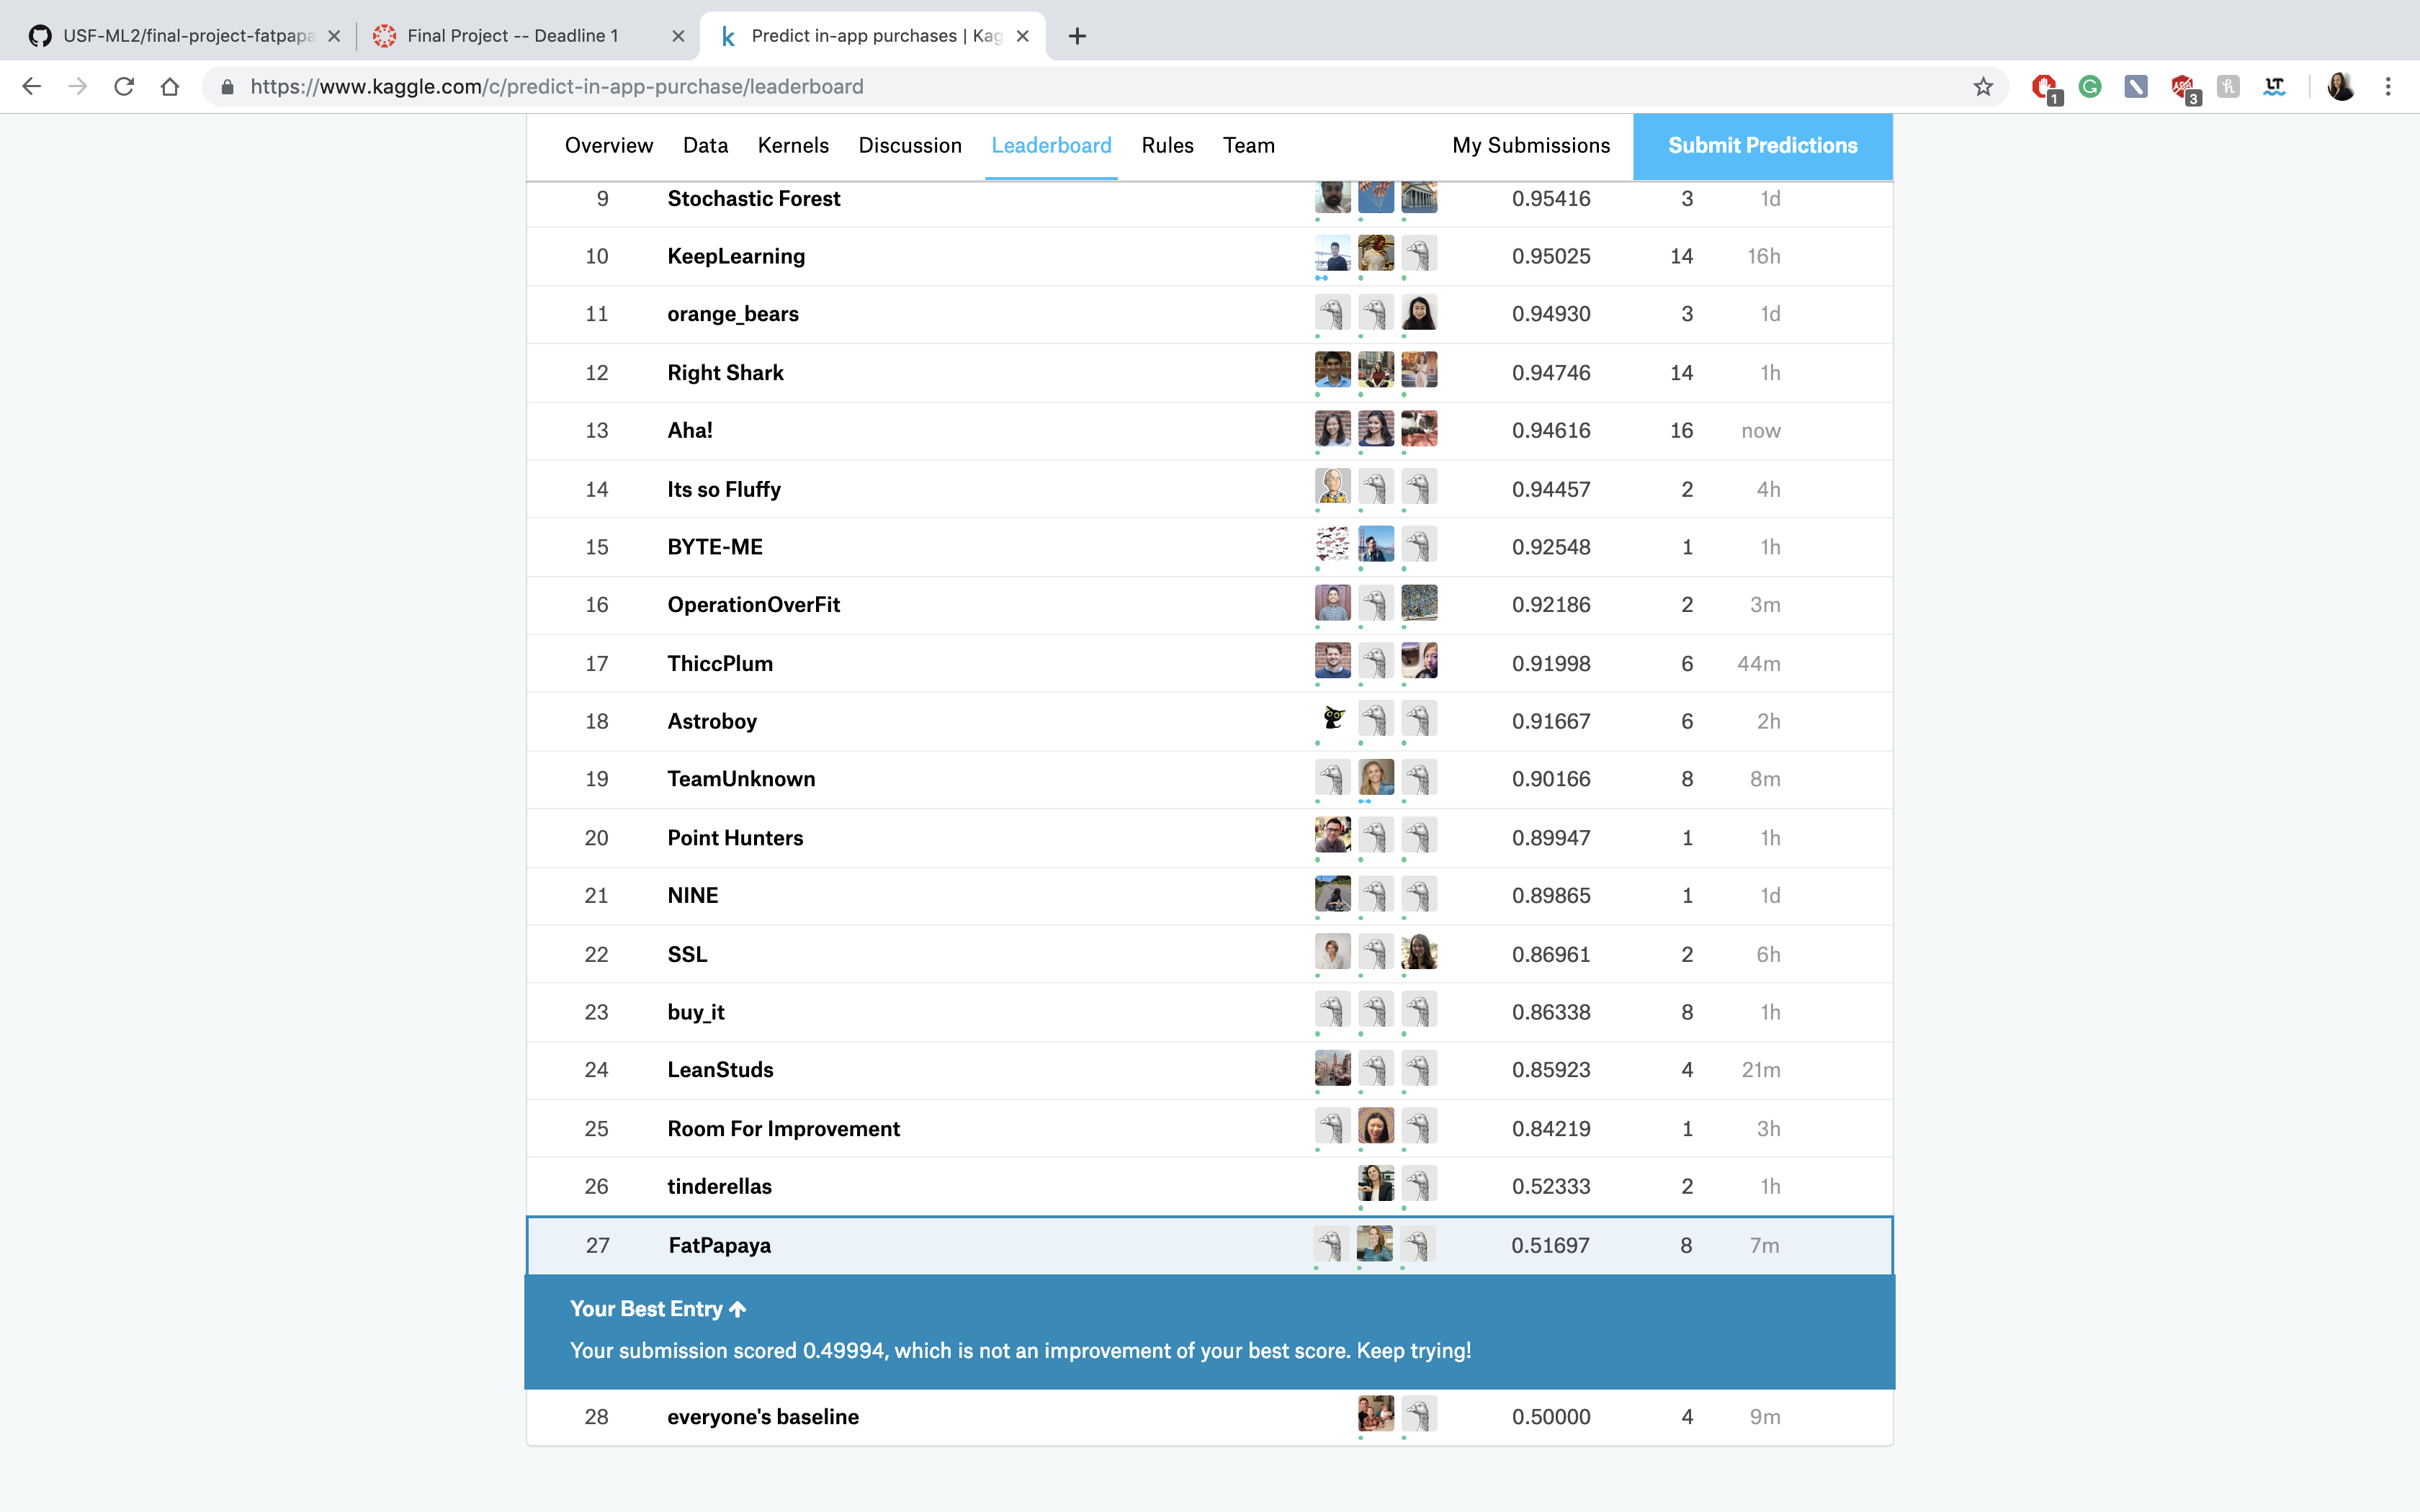 USF-ML2/final-project-fatpapa
Final Project -- Deadline 1
Predict in-app purchases | Kag
https://www.kaggle.com/c/predict-in-app-purchase/leaderboard
1
3
Overview Data Kernels Discussion Leaderboard Rules Team My Submissions Submit Predictions
9 Stochastic Forest 0.95416 3 1d
10 KeepLearning 0.95025 14 16h
11 orange_bears 0.94930 3 1d
12 Right Shark 0.94746 14 1h
13 Aha! 0.94616 16 now
14 Its so Fluffy 0.94457 2 4h
15 BYTE-ME 0.92548 1 1h
16 OperationOverFit 0.92186 2 3m
17 ThiccPlum 0.91998 6 44m
18 Astroboy 0.91667 6 2h
19 TeamUnknown 0.90166 8 8m
20 Point Hunters 0.89947 1 1h
21 NINE 0.89865 1 1d
22 SSL 0.86961 2 6h
23 buy_it 0.86338 8 1h
24 LeanStuds 0.85923 4 21m
25 Room For Improvement 0.84219 1 3h
26 tinderellas 0.52333 2 1h
27 FatPapaya 0.51697 8 7m
Your Best Entry
Your submission scored 0.49994, which is not an improvement of your best score. Keep trying!
28 everyone's baseline 0.50000 4 9m